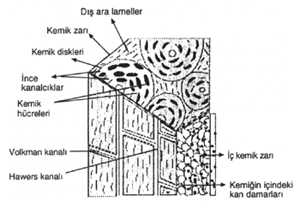 Dış ara lameller
Kemik zarı
Kemik diskleri
İnce
kanalcıklar
Kemik
hücreleri
Volkman kanalı
Hawers kanalı
İç kemik zarı
Kemiğin içindeki
kan damarları